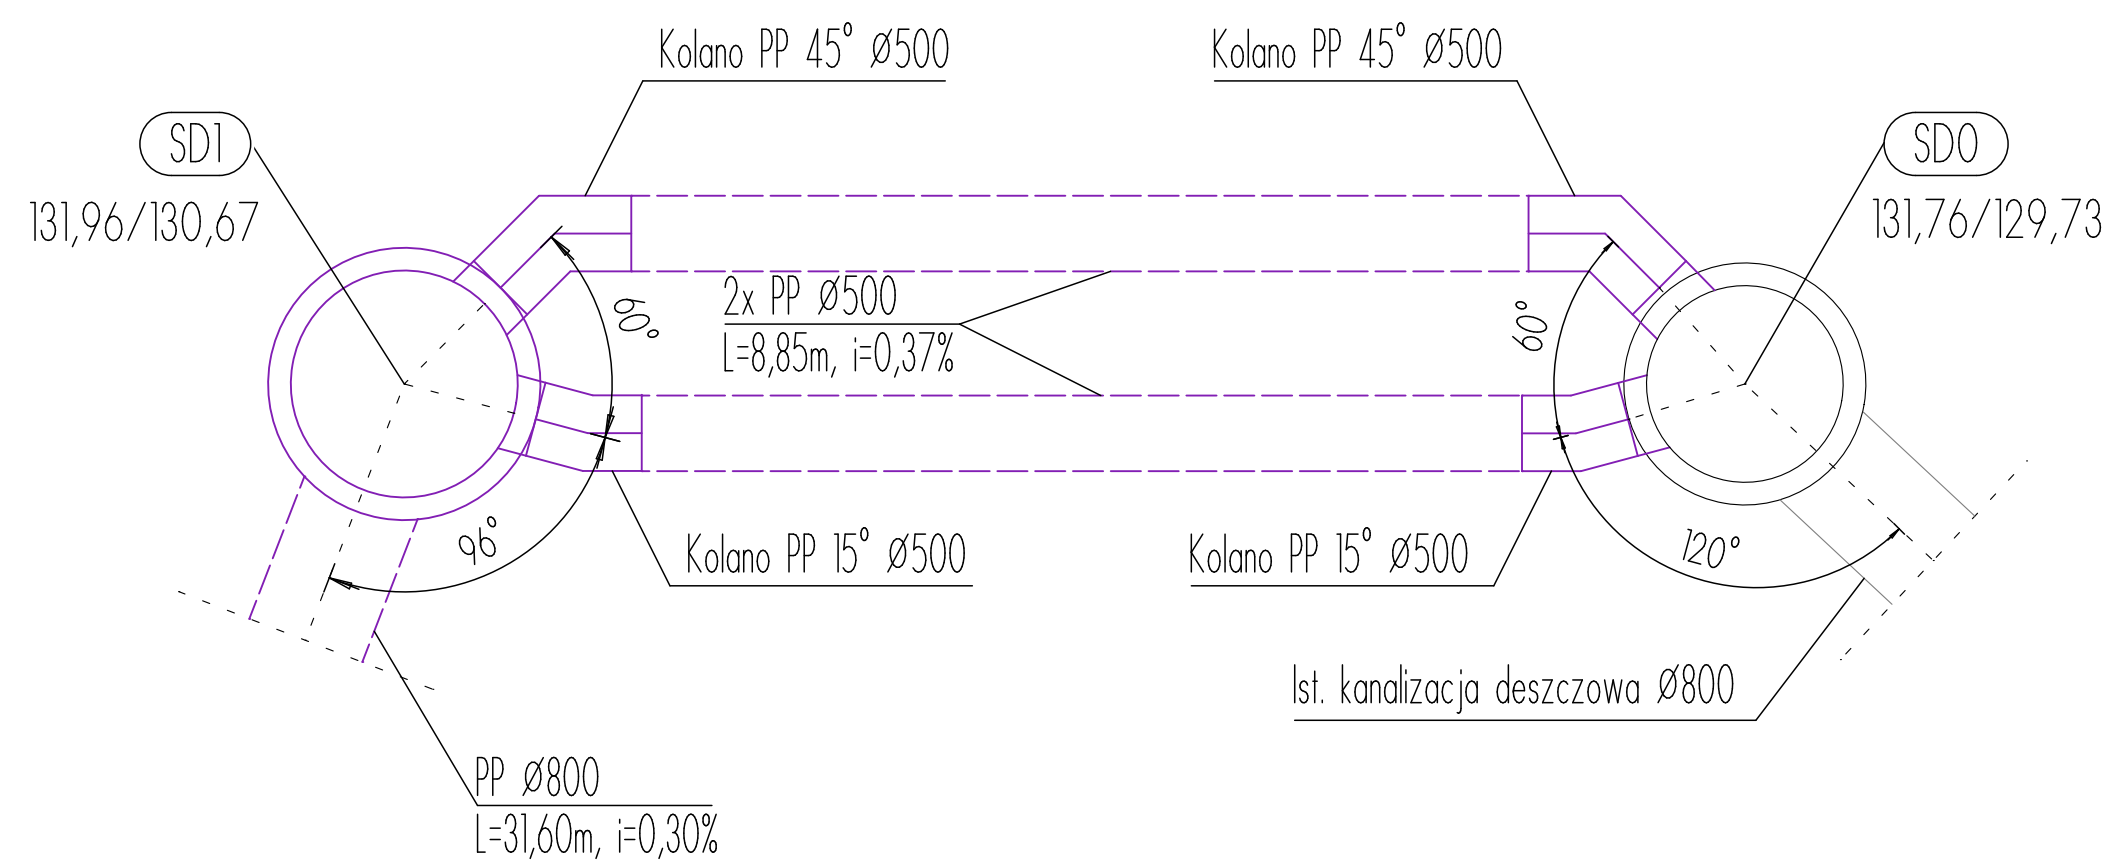 Kolano PP 45° Ø500
Kolano PP 45° Ø500
SD1
131,96/130,67
SD0
131,76/129,73
2x PP Ø500
L=8,85m, i=0,37%
60°
60°
96°
120°
Kolano PP 15° Ø500
Kolano PP 15° Ø500
Ist. kanalizacja deszczowa Ø800
PP Ø800
L=31,60m, i=0,30%